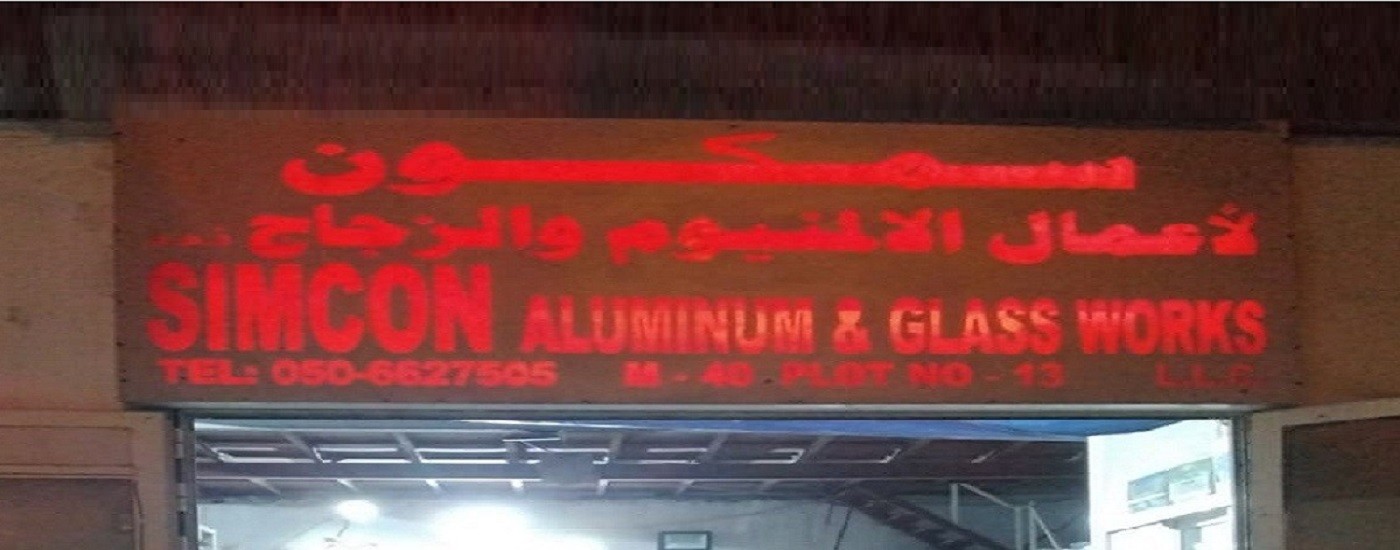 سمكون
لأعمال الالمنيوم والزجاج
SIMCON ALUMINUM & GLASS WORKS
TEL: 050-6627505 M - 40 PLOT NO - 13 L.L.C.